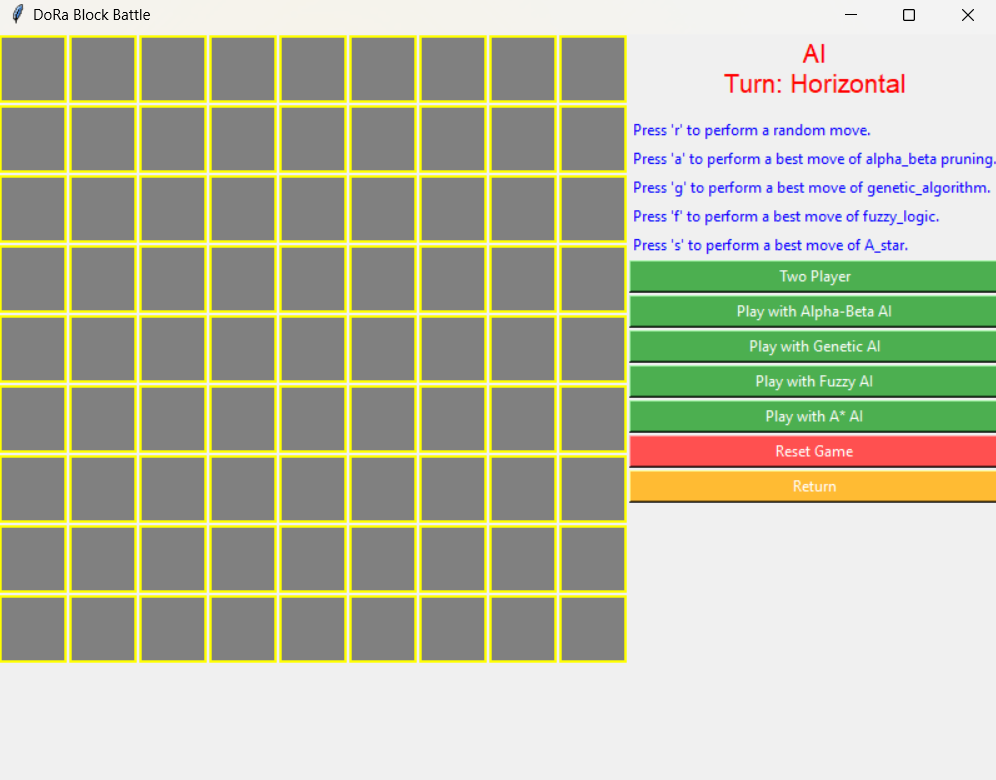 DoRa Block Battle
AI
Turn: Horizontal
Press 'r' to perform a random move.
Press 'a' to perform a best move of alpha_beta pruning.
Press 'g' to perform a best move of genetic_algorithm.
Press 'f' to perform a best move of fuzzy_logic.
Press 's' to perform a best move of A_star.
Two Player
Play with Alpha-Beta AI
Play with Genetic AI
Play with Fuzzy AI
Play with A* AI
Reset Game
Return